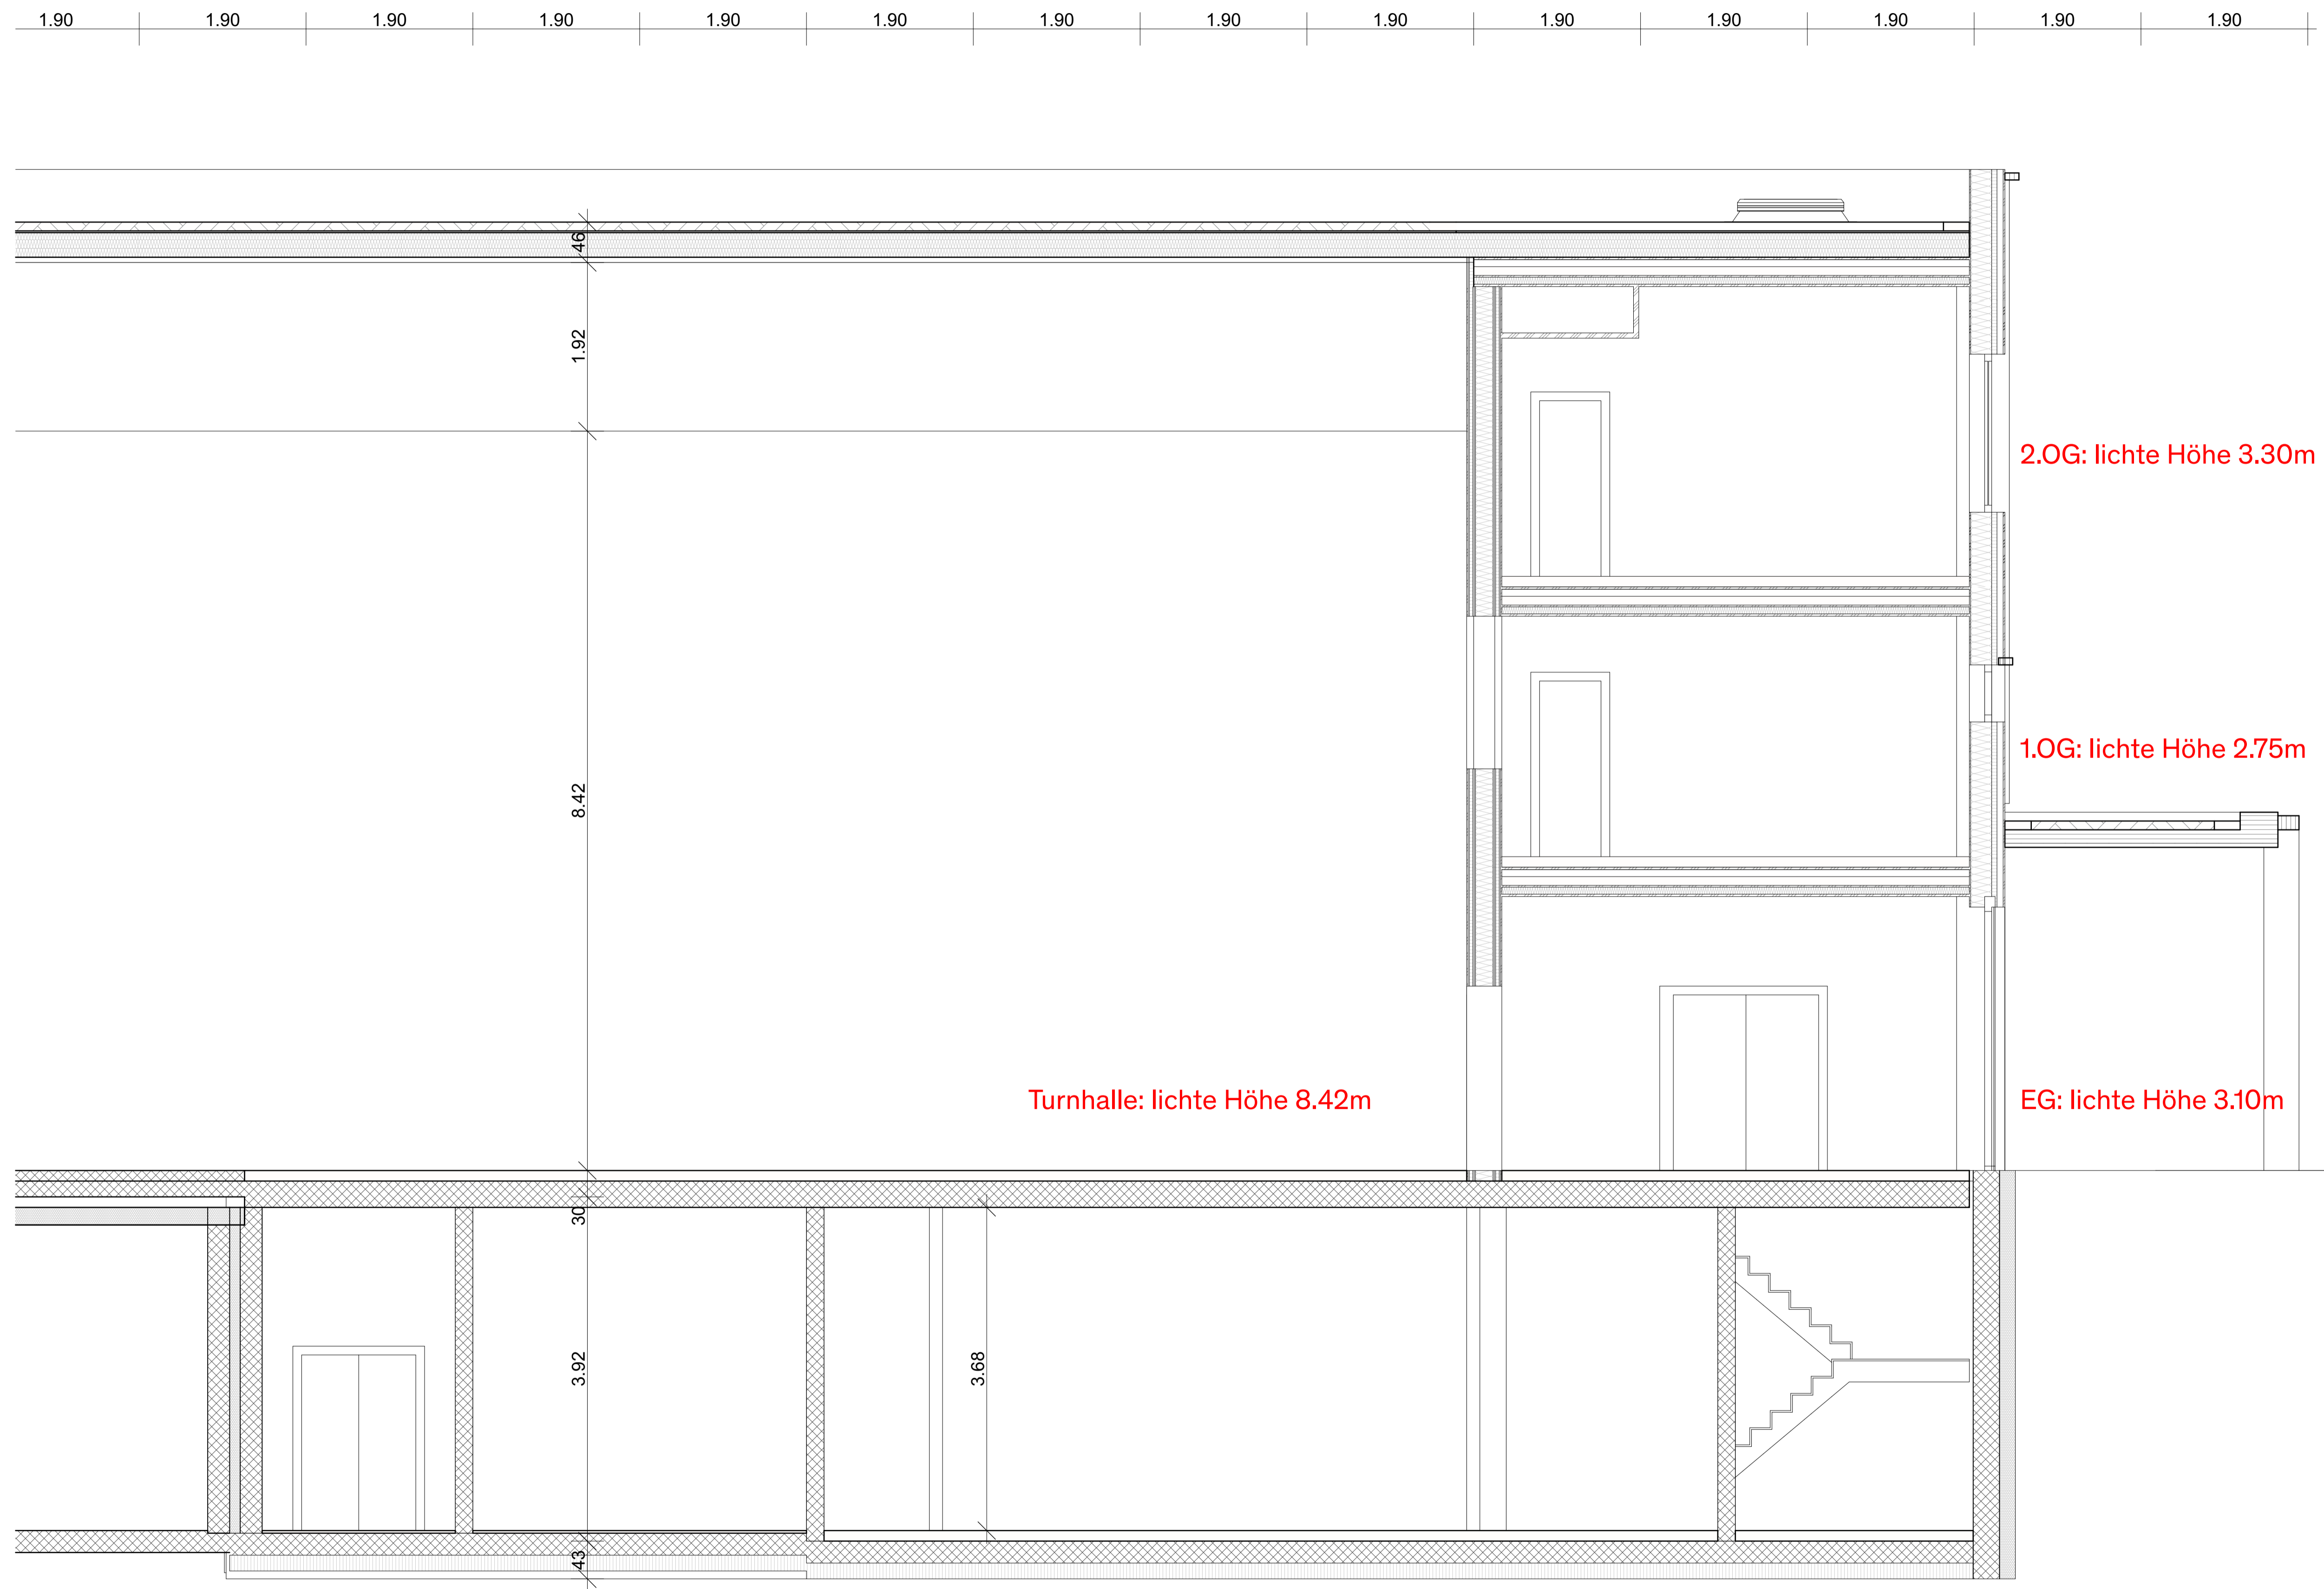 1.90 1.90 1.90 1.90 1.90 1.90 1.90 1.90 1.90 1.90 1.90 1.90 1.90 1.90
46
1.92
2.OG: lichte Höhe 3.30m
1.OG: lichte Höhe 2.75m
8.42
Turnhalle: lichte Höhe 8.42m
EG: lichte Höhe 3.10m
30
3.92
3.68
43